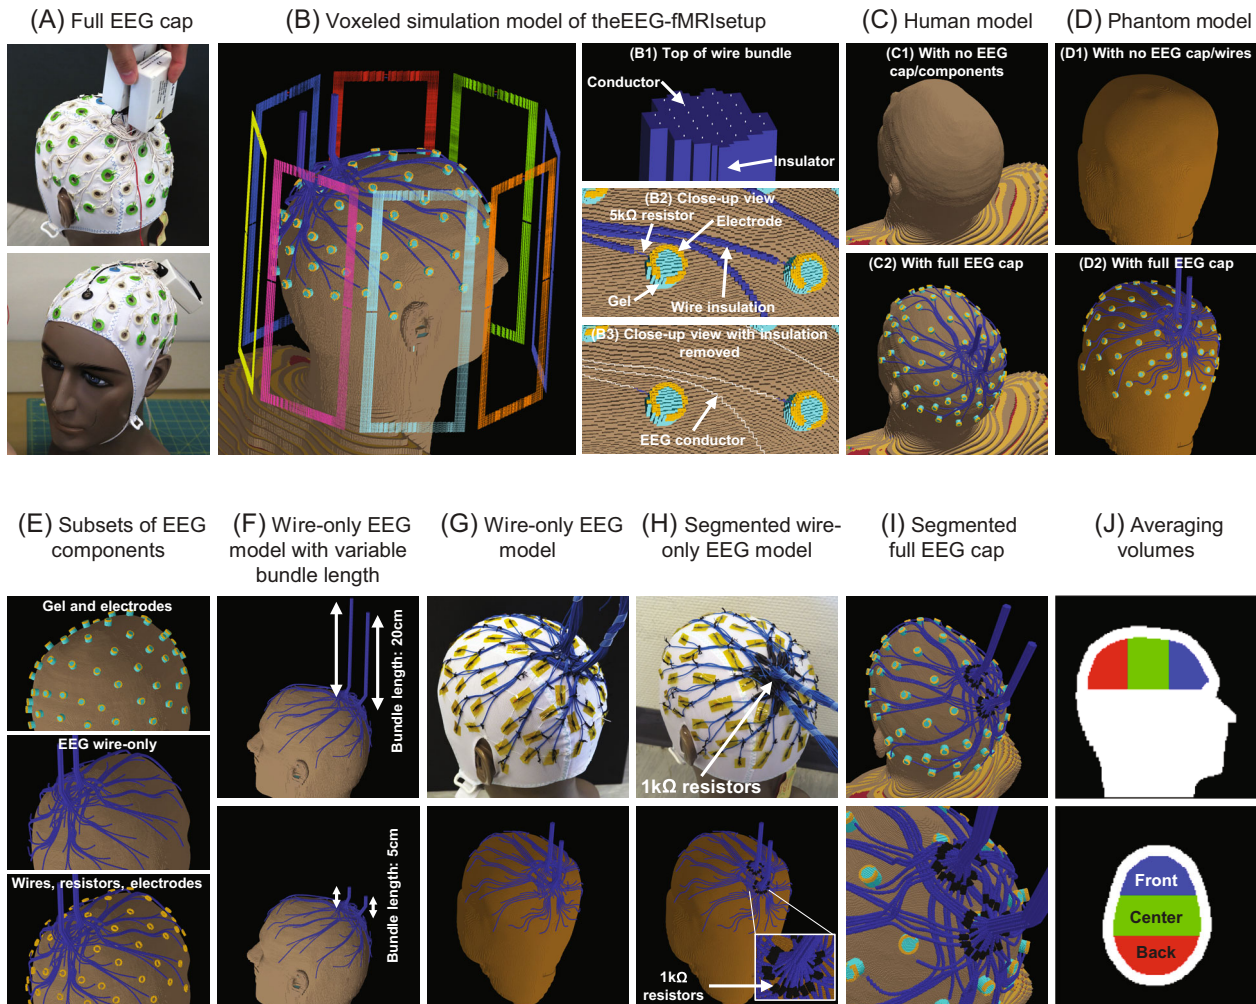 (A) Full EEG cap
(B) Voxeled simulation model of theEEG-fMRIsetup
(C) Human model
(D) Phantom model
(B1) Top of wire bundle
Conductor
Insulator
(B2) Close-up view
5kΩ resistor
Electrode
Gel
Wire insulation
(B3) Close-up view with Insulation
removed
EEG conductor
(C1) With no EEG
cap/components
(C2) With full EEG cap
(D1) With no EEG cap/wires
(D2) With full EEG cap
(E) Subsets of EEG
components
(F) Wire-only EEG
model with variable
bundle length
(G) Wire-only EEG
model
(H) Segmented wire-
only EEG model
(I) Segmented
full EEG cap
(J) Averaging
volumes
Gel and electrodes
EEG wire-only
Wires, resistors, electrodes
Bundle length: 20cm
Bundle length: 5cm
1kΩ resistors
1kΩ
resistors
Front
Center
Back